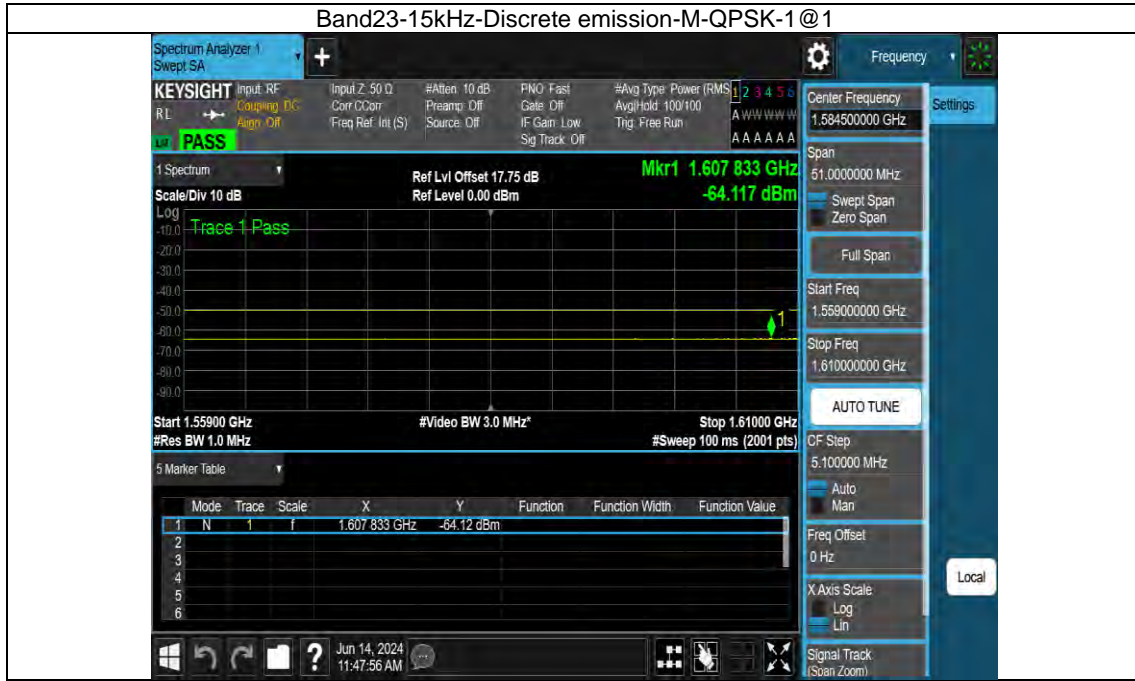 Band23-15kHz-Discrete emission-M-QPSK-1@1
Spectrum Analyzer 1
Swept SA
+
Frequency
KEYSIGHT
RL
Input: RF
Coupling: DC
Align: Off
Input Z: 50 Ω
Corr CCorr
Freq Ref: Int (S)
#Atten: 10 dB
Preamp: Off
Source: Off
PNO: Fast
Gate: Off
IF Gain: Low
Sig Track: Off
#Avg Type: Power (RMS
Avg|Hold: 100/100
Trig: Free Run
1 2 3 4 5 6
A W W W W W
A A A A A A
PASS
Center Frequency
1.584500000 GHz
Settings
1 Spectrum
Scale/Div 10 dB
Ref Lvl Offset 17.75 dB
Ref Level 0.00 dBm
Mkr1 1.607 833 GHz
-64.117 dBm
Span
51.0000000 MHz
Swept Span
Zero Span
Log
Trace 1 Pass
-10.0
-20.0
-30.0
-40.0
-50.0
-60.0
-70.0
-80.0
-90.0
1
Full Span
Start Freq
1.559000000 GHz
Stop Freq
1.610000000 GHz
AUTO TUNE
Start 1.55900 GHz
#Video BW 3.0 MHz*
Stop 1.61000 GHz
#Res BW 1.0 MHz
#Sweep 100 ms (2001 pts)
CF Step
5.100000 MHz
Auto
Man
5 Marker Table
Mode Trace Scale X Y Function Function Width Function Value
1 N 1 f 1.607 833 GHz -64.12 dBm
2
3
4
5
6
Freq Offset
0 Hz
X Axis Scale
Log
Lin
Local
Signal Track
(Span Zoom)
?
Jun 14, 2024
11:47:56 AM